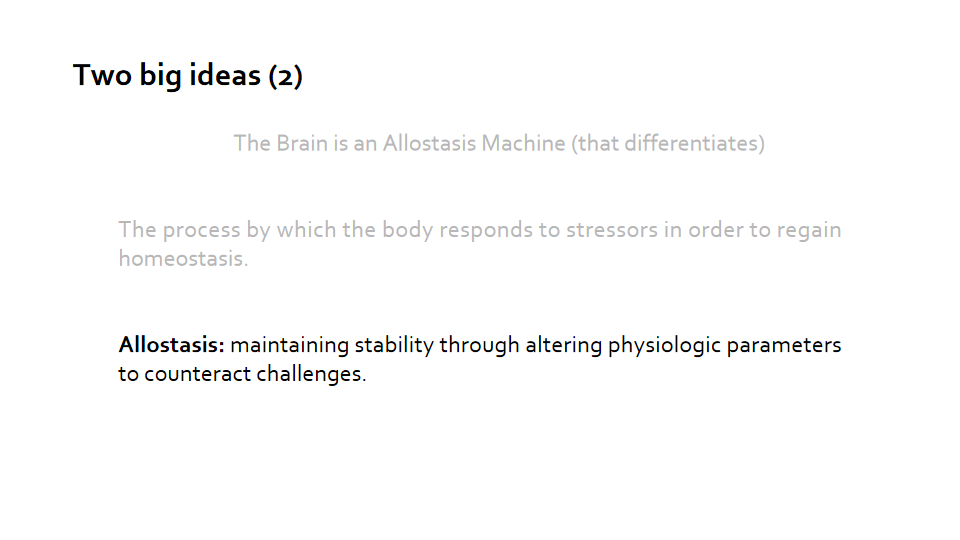 Two big ideas (2)
The Brain is an Allostasis Machine (that differentiates)
The process by which the body responds to stressors in order to regain
homeostasis.
Allostasis: maintaining stability through altering physiologic parameters
to counteract challenges.